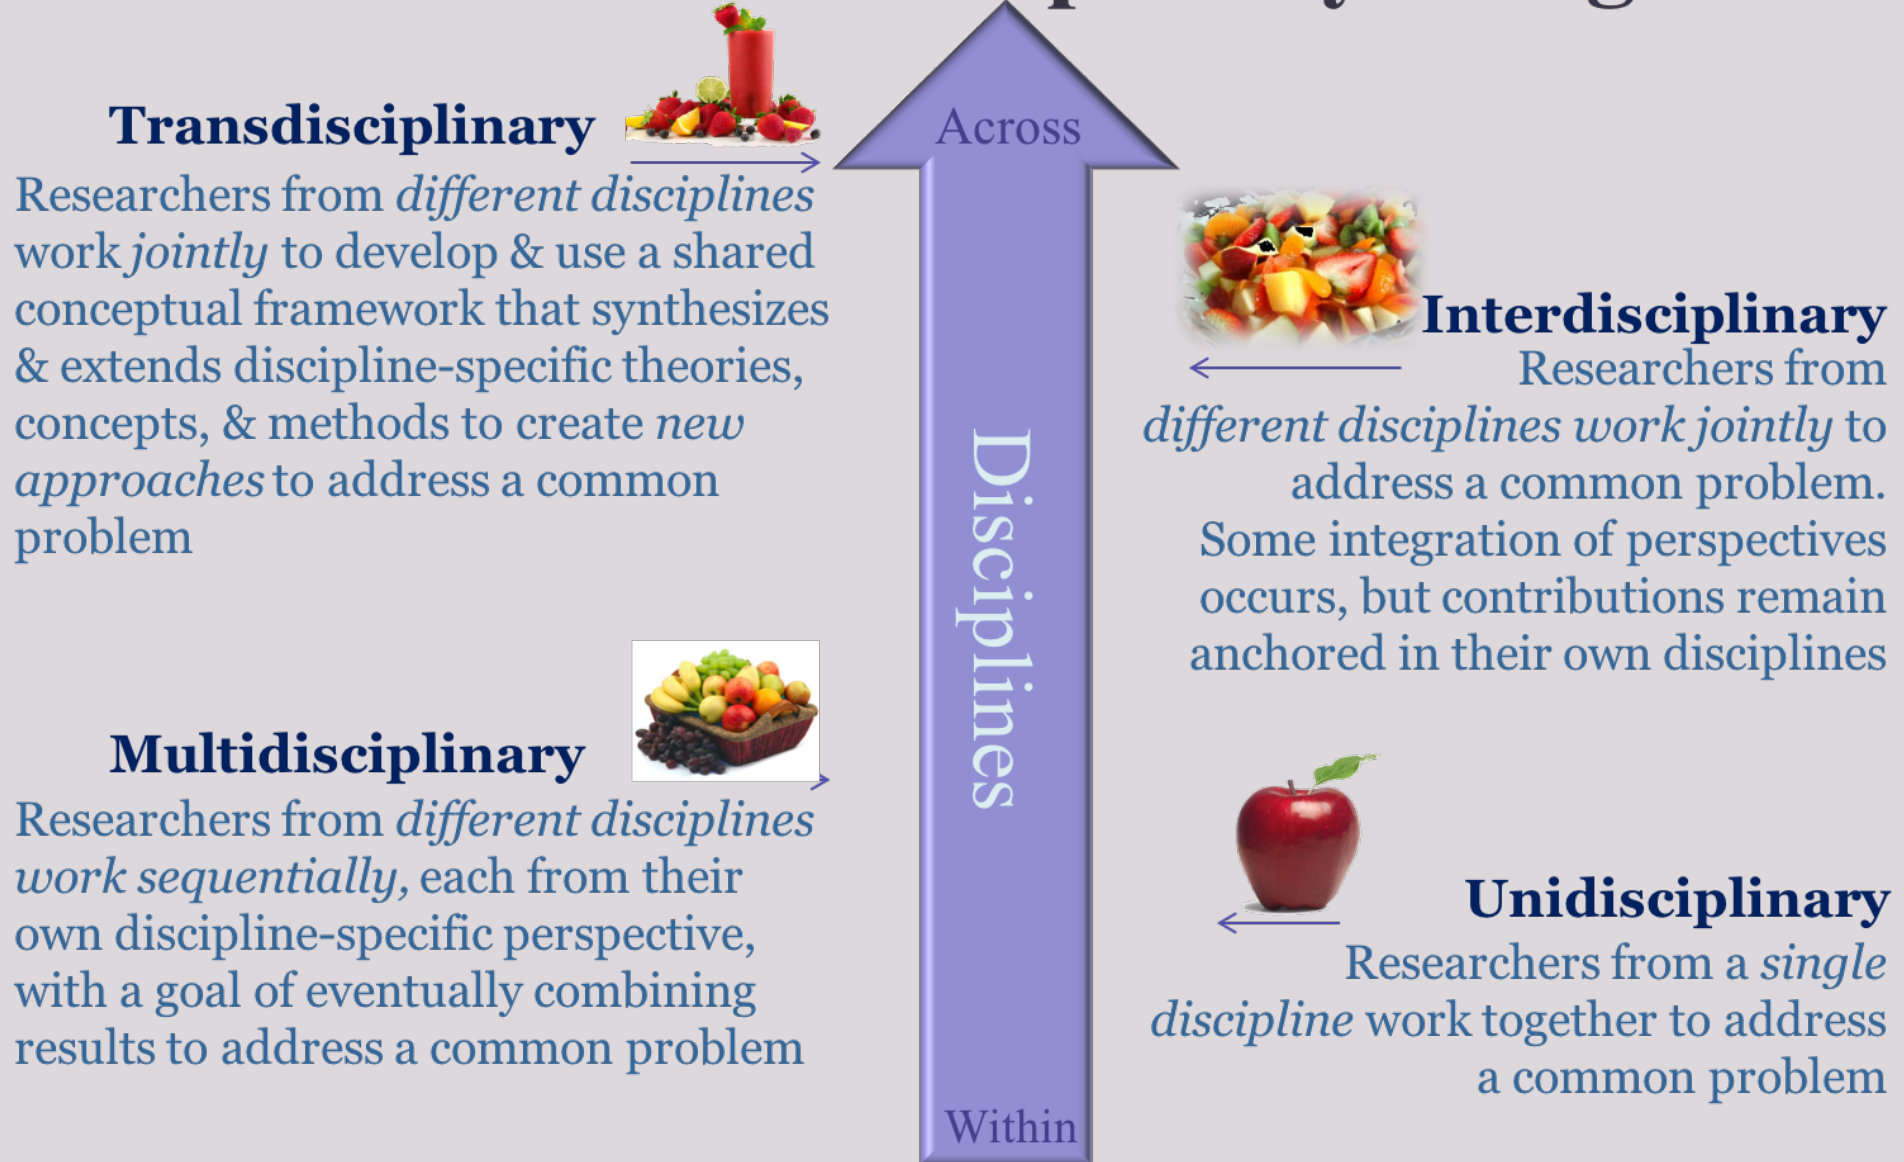 Transdisciplinary
Researchers from different disciplines
work jointly to develop & use a shared
conceptual framework that synthesizes
& extends discipline-specific theories,
concepts, & methods to create new
approaches to address a common
problem
Multidisciplinary
Researchers from different disciplines
work sequentially, each from their
own discipline-specific perspective,
with a goal of eventually combining
results to address a common problem
Across
Disciplines
Within
Interdisciplinary
Researchers from
different disciplines work jointly to
address a common problem.
Some integration of perspectives
occurs, but contributions remain
anchored in their own disciplines
Unidisciplinary
Researchers from a single
discipline work together to address
a common problem